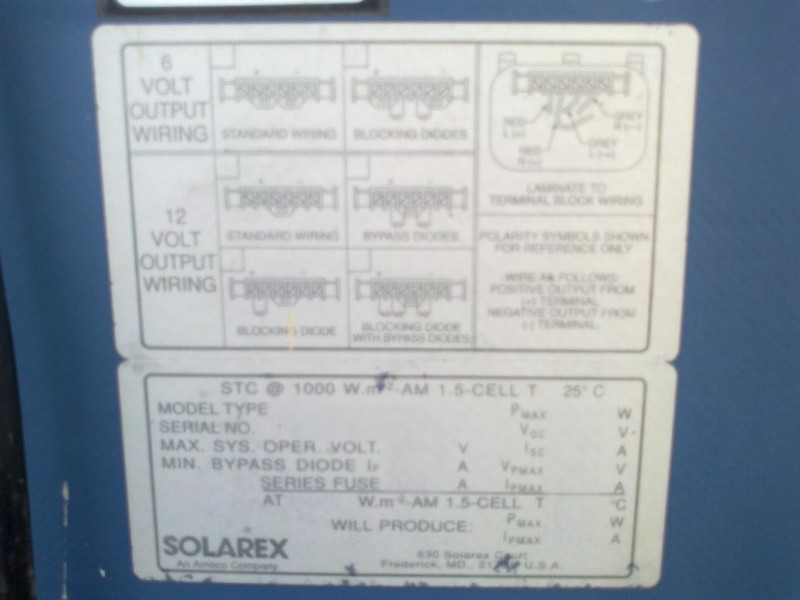 6
VOLT
OUTPUT
WIRING
STANDARD WIRING
BLOCKING DIODES
RED
L (+)
RED
R (+)
GREY
L (-)
GREY
R (-)
LAMINATE TO
TERMINAL BLOCK WIRING
12
VOLT
OUTPUT
WIRING
STANDARD WIRING
BYPASS DIODES
BLOCKING DIODE
BLOCKING DIODE
WITH BYPASS DIODES
POLARITY SYMBOLS SHOWN
FOR REFERENCE ONLY
WIRE AS FOLLOWS:
POSITIVE OUTPUT FROM
(+) TERMINAL.
NEGATIVE OUTPUT FROM
(-) TERMINAL.
STC @ 1000 W.m²-AM 1.5-CELL T 25° C
MODEL TYPE PMAX W
SERIAL NO. VOC V
MAX. SYS. OPER. VOLT. V ISC A
MIN. BYPASS DIODE IF A VPMAX V
SERIES FUSE A IPMAX A
AT W.m²-AM 1.5-CELL T °C
WILL PRODUCE: PMAX W
IPMAX A
SOLAREX
An Amoco Company
630 Solarex Court
Frederick, MD., U.S.A.